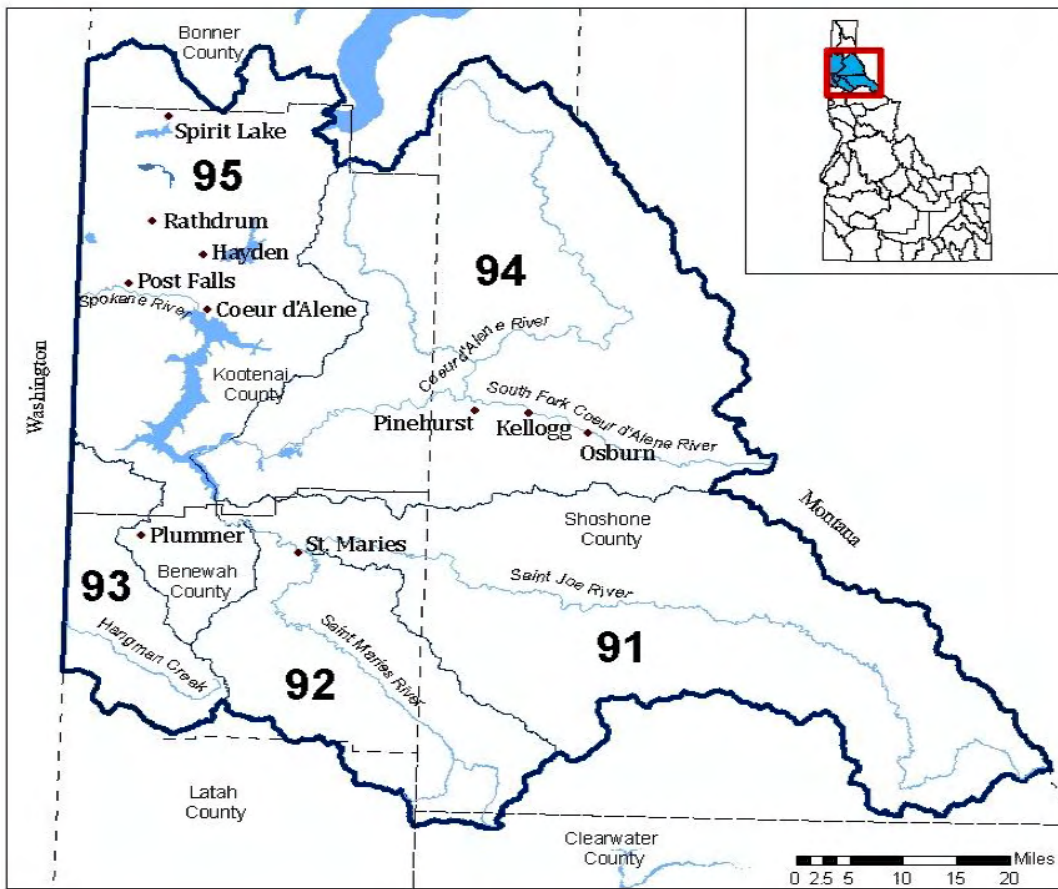 Bonner
County
Spirit Lake
95
Rathdrum
Hayden
94
Post Falls
Spokane River
Coeur d'Alene
Washington
Kootenai
County
Coeur d'Alene River
South Fork Coeur d'Alene River
Pinehurst
Kellogg
Osburn
Montana
Shoshone
County
Plummer
St. Maries
Benewah
County
93
Saint Joe River
Hangman Creek
Saint Maries River
92
91
Latah
County
Clearwater
County
Miles
0 2.5 5 10 15 20